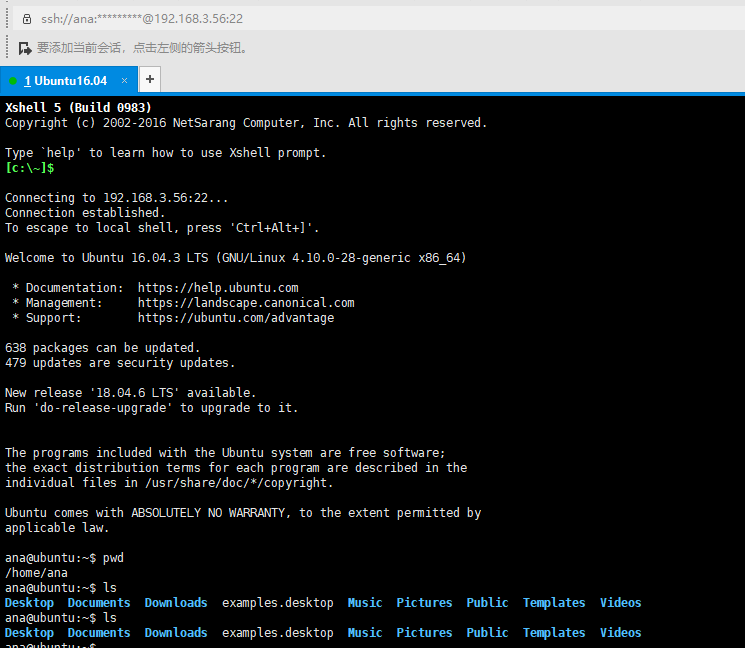 ssh://ana:*********@192.168.3.56:22
要添加当前会话，点击左侧的箭头按钮。
1 Ubuntu16.04 × +
Xshell 5 (Build 0983)
Copyright (c) 2002-2016 NetSarang Computer, Inc. All rights reserved.
Type `help' to learn how to use Xshell prompt.
[c:\~]$
Connecting to 192.168.3.56:22...
Connection established.
To escape to local shell, press 'Ctrl+Alt+]'.
Welcome to Ubuntu 16.04.3 LTS (GNU/Linux 4.10.0-28-generic x86_64)
* Documentation:  https://help.ubuntu.com
* Management:     https://landscape.canonical.com
* Support:        https://ubuntu.com/advantage
638 packages can be updated.
479 updates are security updates.
New release '18.04.6 LTS' available.
Run 'do-release-upgrade' to upgrade to it.
The programs included with the Ubuntu system are free software;
the exact distribution terms for each program are described in the
individual files in /usr/share/doc/*/copyright.
Ubuntu comes with ABSOLUTELY NO WARRANTY, to the extent permitted by
applicable law.
ana@ubuntu:~$ pwd
/home/ana
ana@ubuntu:~$ ls
Desktop  Documents  Downloads  examples.desktop  Music  Pictures  Public  Templates  Videos
ana@ubuntu:~$ ls
Desktop  Documents  Downloads  examples.desktop  Music  Pictures  Public  Templates  Videos
ana@ubuntu:~$